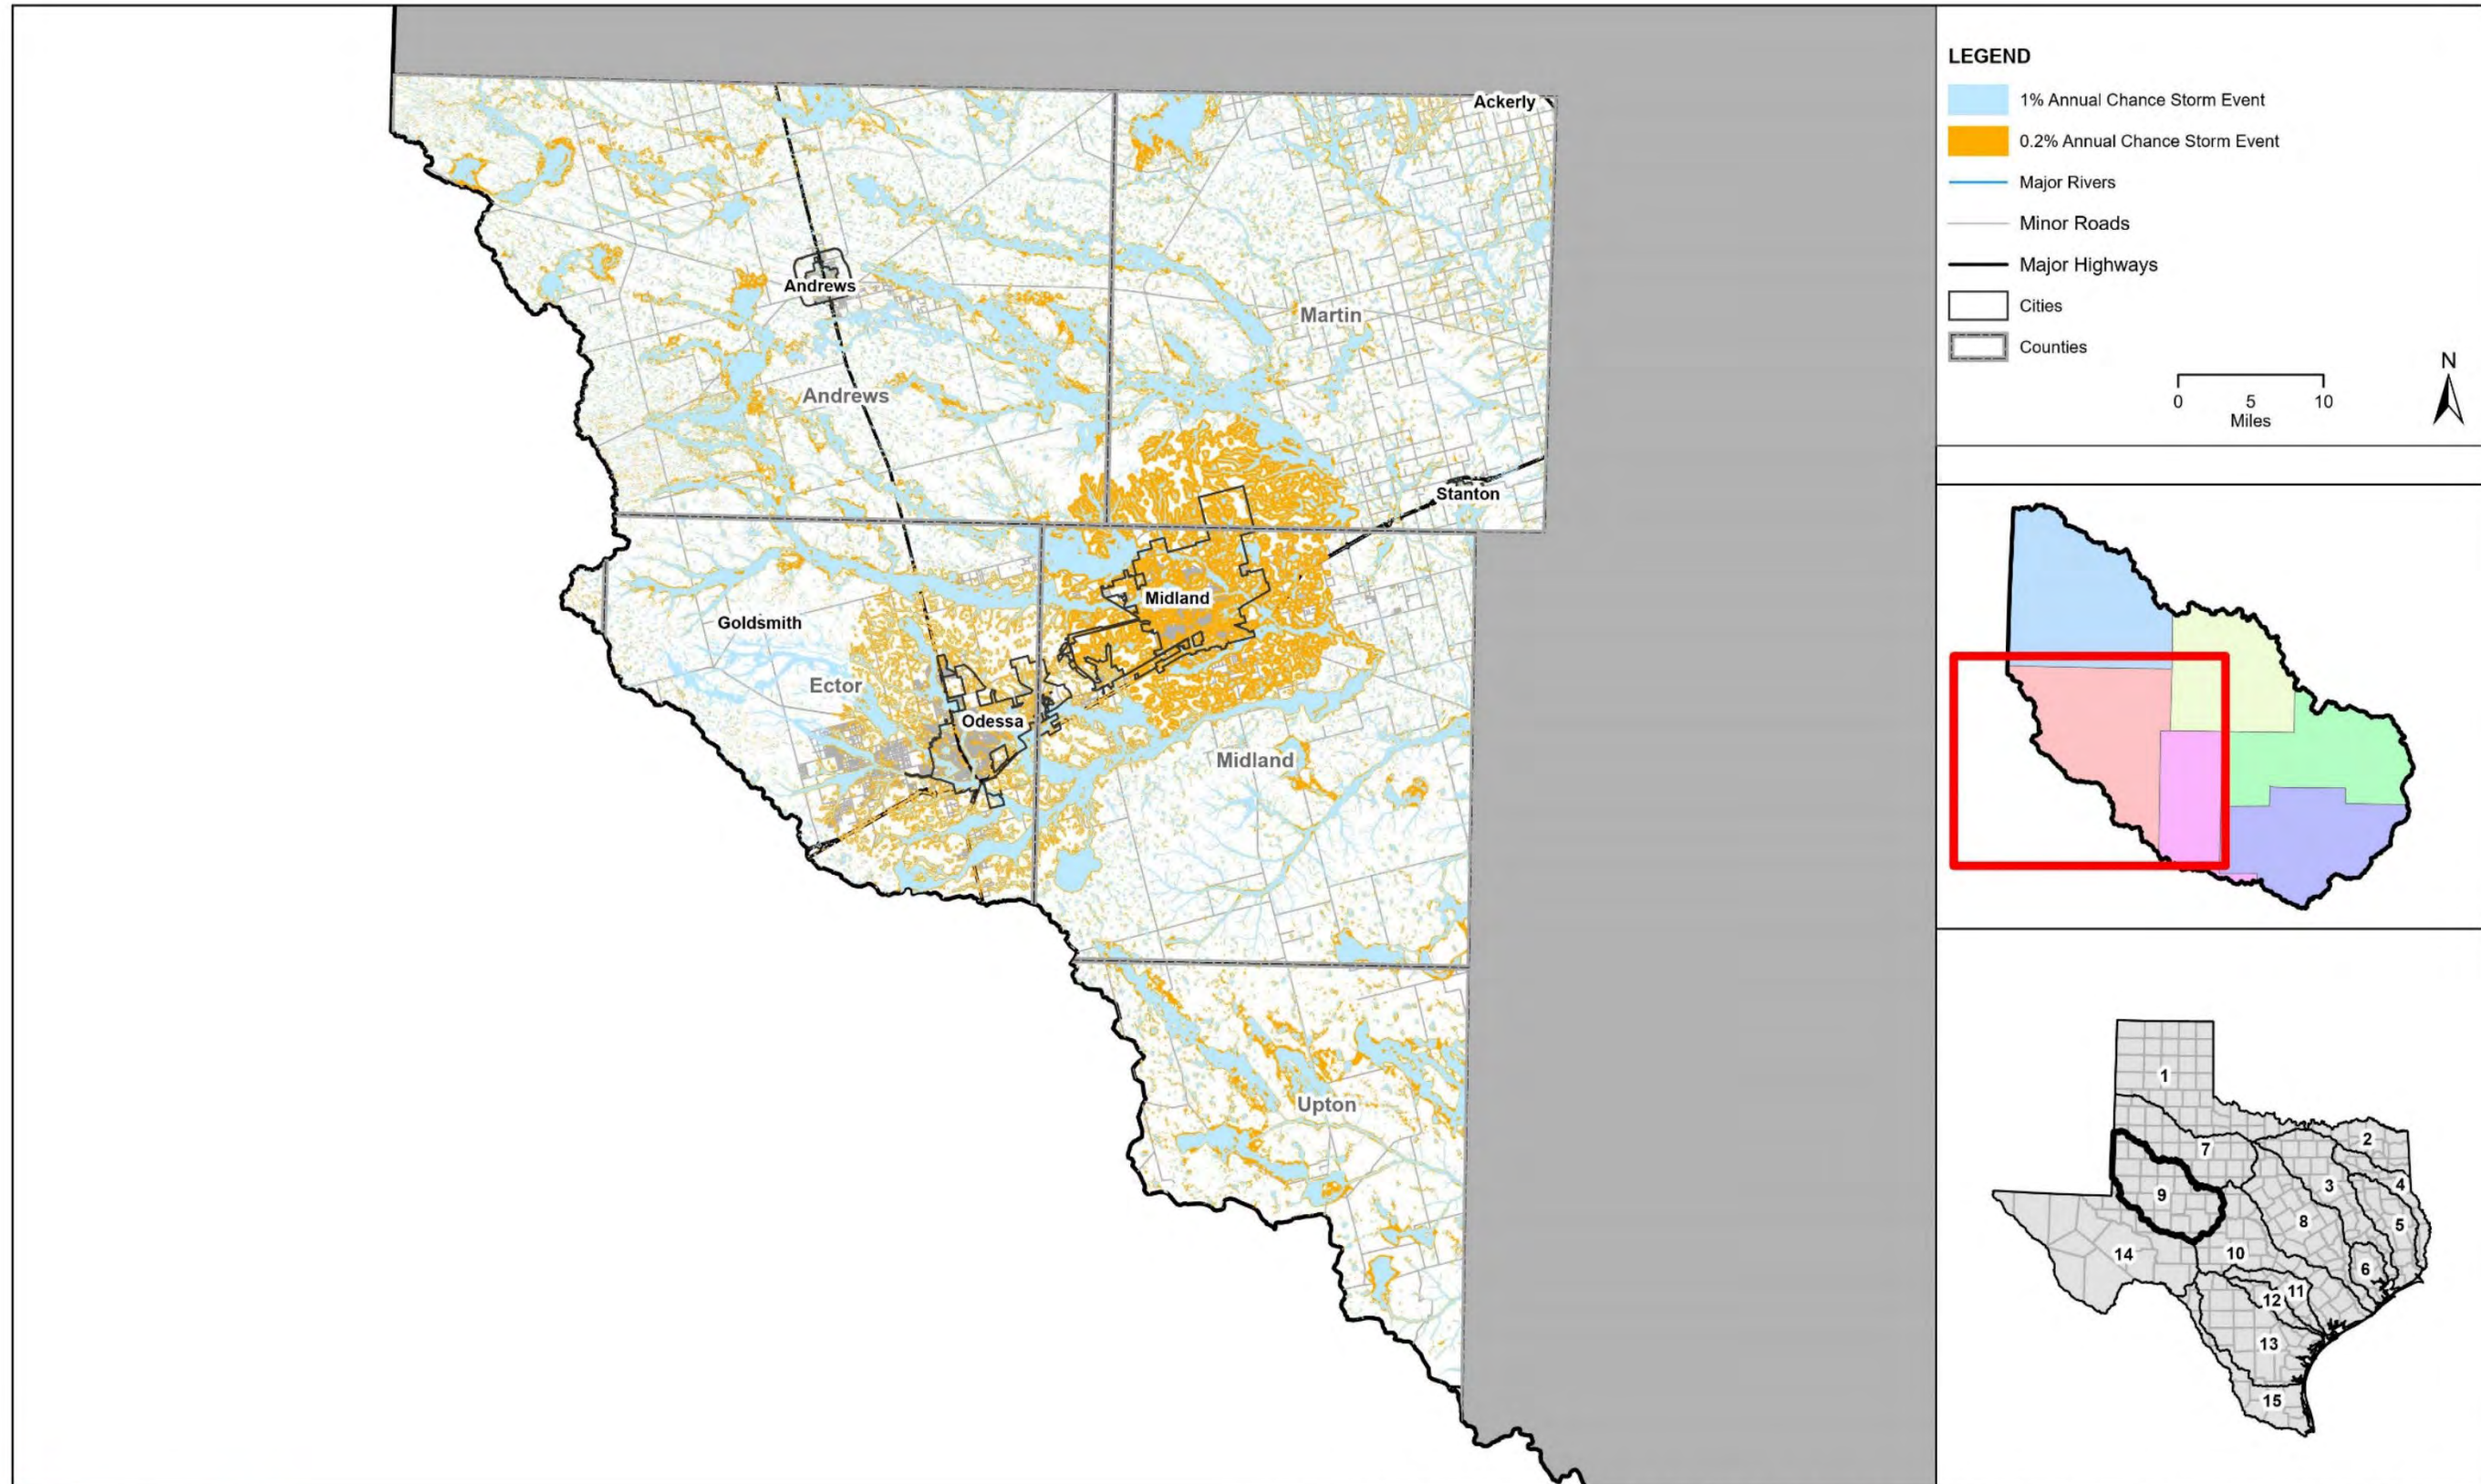 Ackerly
Andrews
Martin
Andrews
Stanton
Midland
Goldsmith
Ector
Odessa
Midland
Upton
LEGEND
1% Annual Chance Storm Event
0.2% Annual Chance Storm Event
Major Rivers
Minor Roads
Major Highways
Cities
Counties
N
0 5 10
Miles
1
2
7
3
4
9
8
5
14
10
6
11
12
13
15